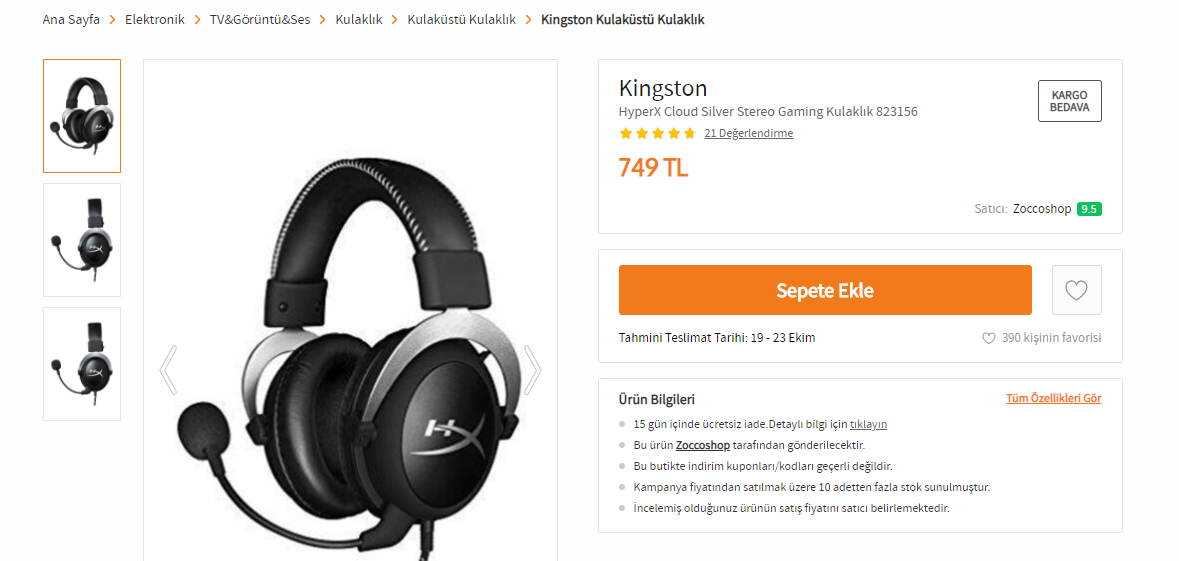 Ana Sayfa > Elektronik > TV&Görüntü&Ses > Kulaklık > Kulaküstü Kulaklık > Kingston Kulaküstü Kulaklık
Kingston
KARGO
BEDAVA
HyperX Cloud Silver Stereo Gaming Kulaklık 823156
21 Değerlendirme
749 TL
Satıcı: Zoccoshop 9.5
Sepete Ekle
Tahmini Teslimat Tarihi: 19 - 23 Ekim
390 kişinin favorisi
Ürün Bilgileri
Tüm Özellikleri Gör
15 gün içinde ücretsiz iade.Detaylı bilgi için tıklayın
Bu ürün Zoccoshop tarafından gönderilecektir.
Bu butikte indirim kuponları/kodları geçerli değildir.
Kampanya fiyatından satılmak üzere 10 adetten fazla stok sunulmuştur.
İncelemiş olduğunuz ürünün satış fiyatını satıcı belirlemektedir.
HX